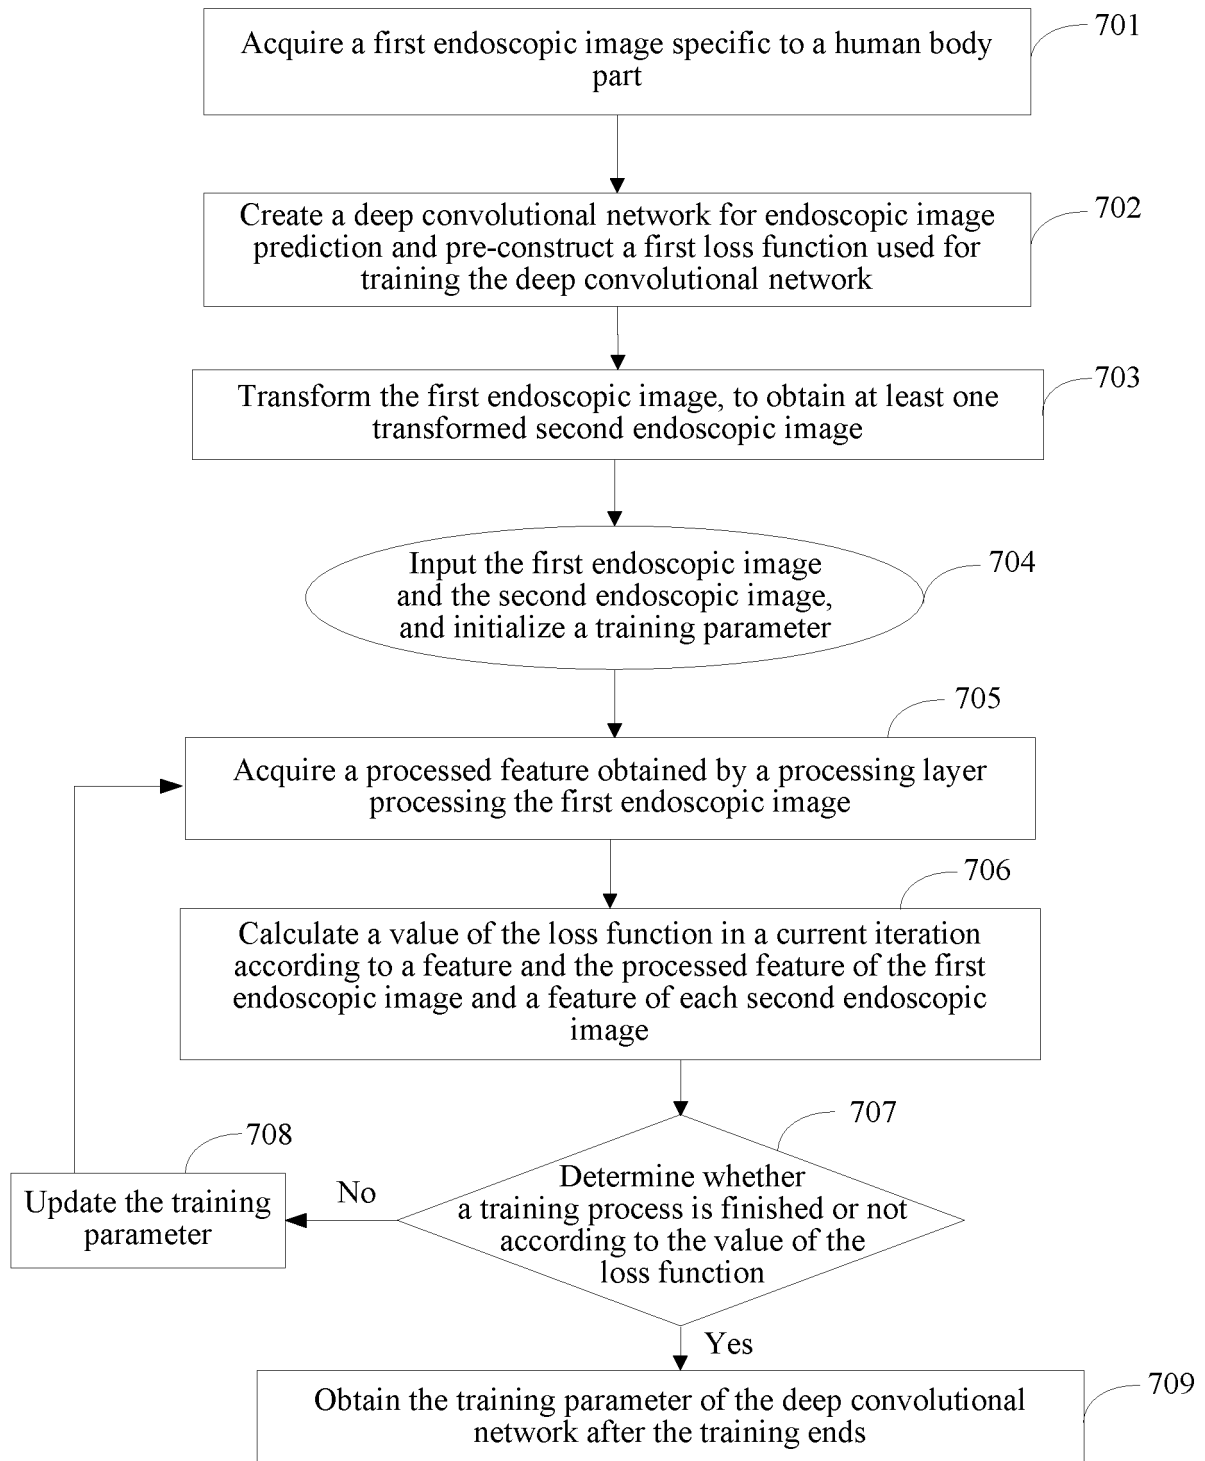 Acquire a first endoscopic image specific to a human body
part
701
Create a deep convolutional network for endoscopic image
prediction and pre-construct a first loss function used for
training the deep convolutional network
702
Transform the first endoscopic image, to obtain at least one
transformed second endoscopic image
703
Input the first endoscopic image
and the second endoscopic image,
and initialize a training parameter
704
705
Acquire a processed feature obtained by a processing layer
processing the first endoscopic image
706
Calculate a value of the loss function in a current iteration
according to a feature and the processed feature of the first
endoscopic image and a feature of each second endoscopic
image
707
Determine whether
a training process is finished or not
according to the value of the
loss function
No
708
Update the training
parameter
Yes
Obtain the training parameter of the deep convolutional
network after the training ends
709